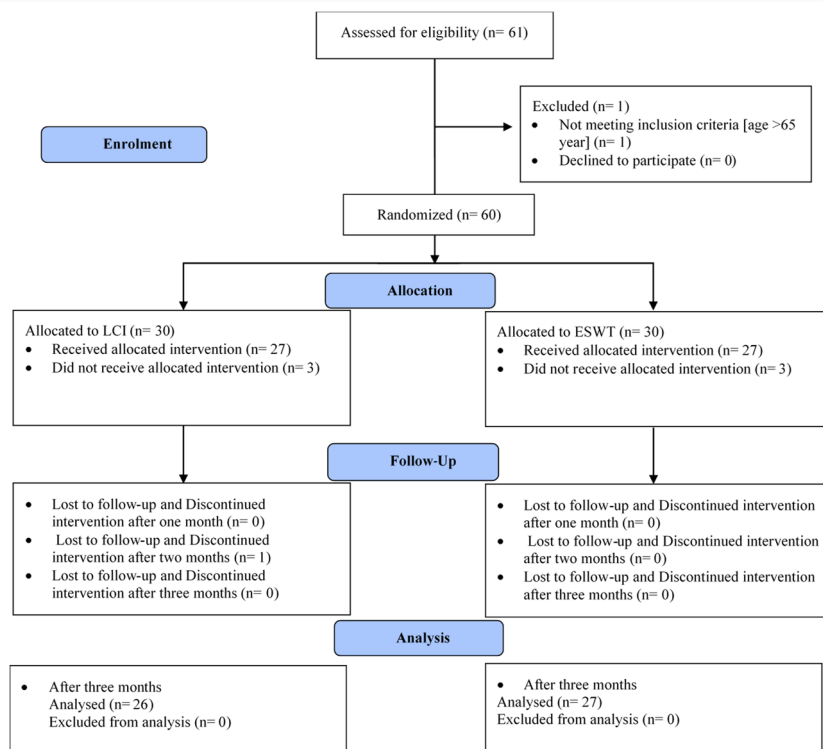 Assessed for eligibility (n= 61)
Excluded (n= 1)
• Not meeting inclusion criteria [age >65
year] (n= 1)
• Declined to participate (n= 0)
Enrolment
Randomized (n= 60)
Allocation
Allocated to LCI (n= 30)
• Received allocated intervention (n= 27)
• Did not receive allocated intervention (n= 3)
Allocated to ESWT (n= 30)
• Received allocated intervention (n= 27)
• Did not receive allocated intervention (n= 3)
Follow-Up
• Lost to follow-up and Discontinued
intervention after one month (n= 0)
• Lost to follow-up and Discontinued
intervention after two months (n= 1)
• Lost to follow-up and Discontinued
intervention after three months (n= 0)
• Lost to follow-up and Discontinued intervention
after one month (n= 0)
• Lost to follow-up and Discontinued intervention
after two months (n= 0)
• Lost to follow-up and Discontinued intervention
after three months (n= 0)
Analysis
• After three months
Analysed (n= 26)
Excluded from analysis (n= 0)
• After three months
Analysed (n= 27)
Excluded from analysis (n= 0)